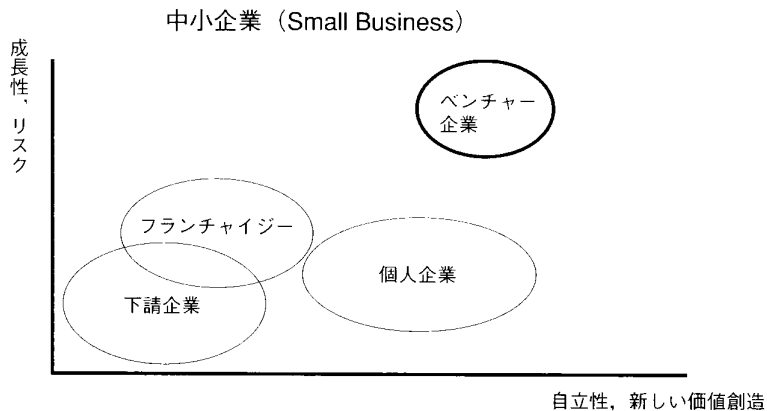 中小企業（Small Business）
成長性、リスク
ベンチャー
企業
フランチャイジー
個人企業
下請企業
自立性，新しい価値創造